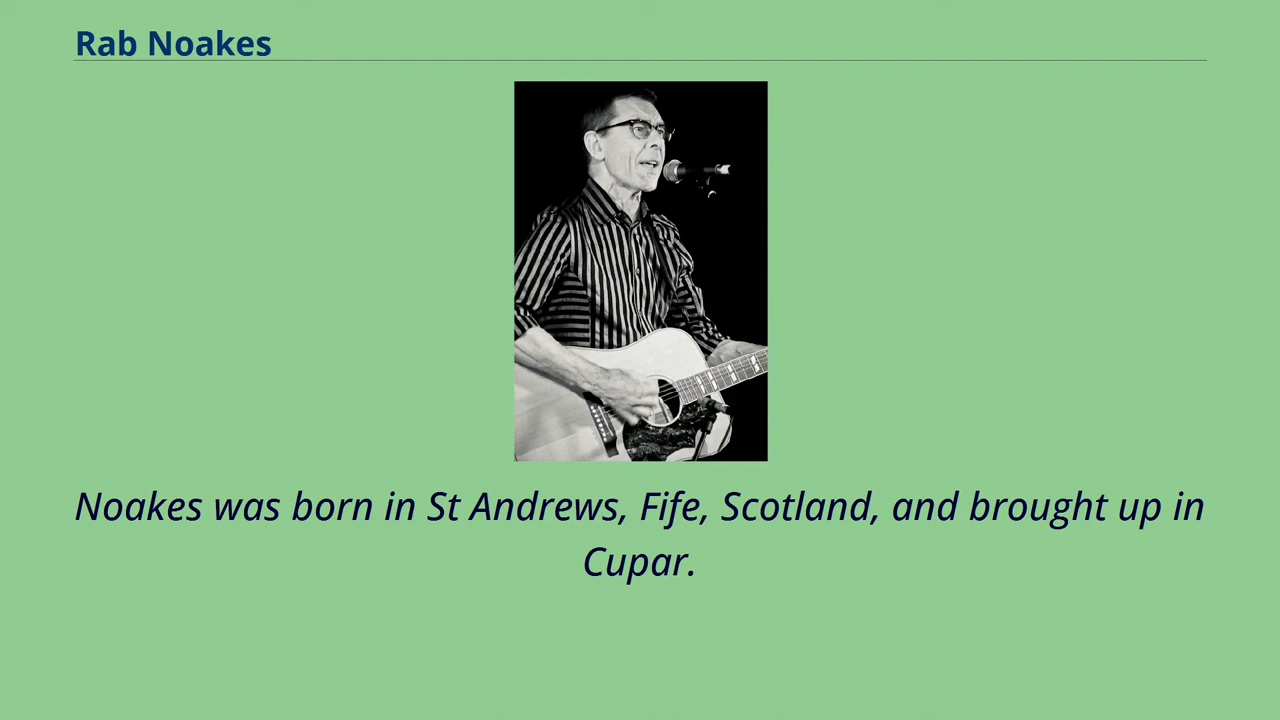 Rab Noakes
Noakes was born in St Andrews, Fife, Scotland, and brought up in
Cupar.